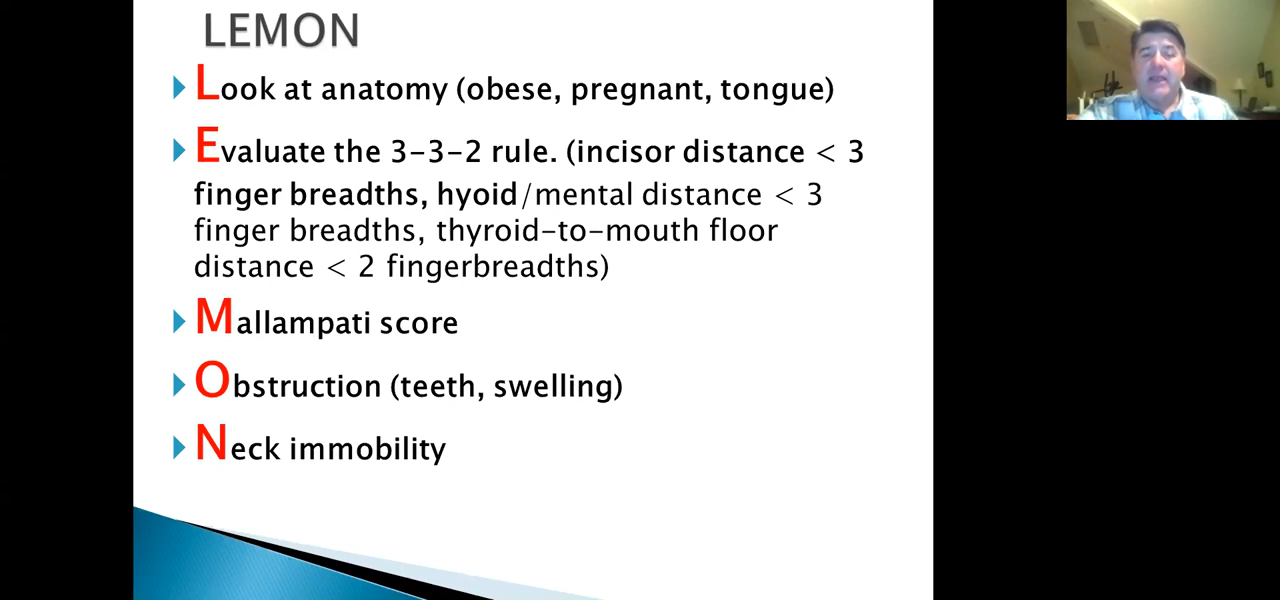 LEMON
Look at anatomy (obese, pregnant, tongue)
Evaluate the 3-3-2 rule. (incisor distance < 3
finger breadths, hyoid/mental distance < 3
finger breadths, thyroid-to-mouth floor
distance < 2 fingerbreadths)
Mallampati score
Obstruction (teeth, swelling)
Neck immobility